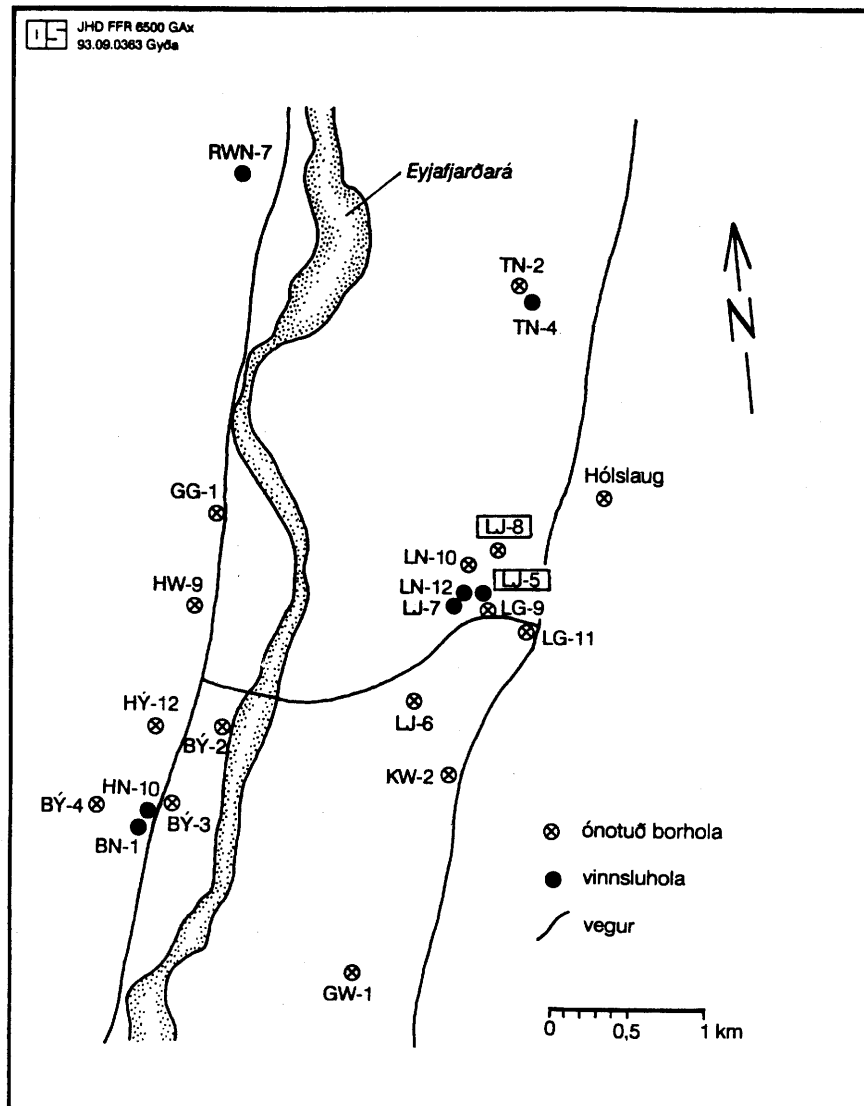 OS JHD FFR 6500 GAx
93.09.0363 Gyða
RWN-7
Eyjafjarðará
TN-2
TN-4
N
Hólslaug
GG-1
LJ-8
LN-10
HW-9
LN-12
LJ-5
LJ-7
LG-9
LG-11
HÝ-12
BÝ-2
LJ-6
KW-2
HN-10
BÝ-4
BÝ-3
BN-1
ónotuð borhola
vinnsluhola
vegur
GW-1
0 0,5 1 km